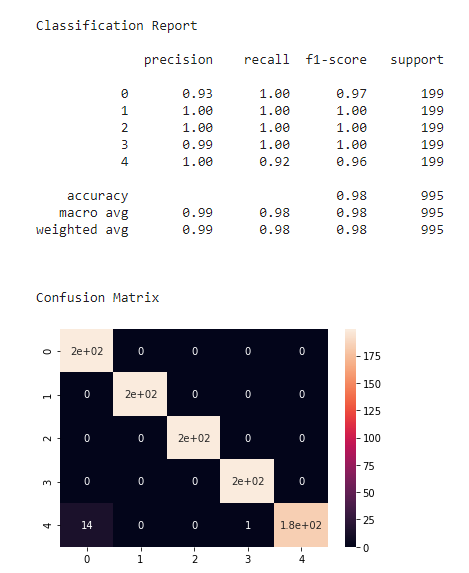 Classification Report
precision recall f1-score support
0 0.93 1.00 0.97 199
1 1.00 1.00 1.00 199
2 1.00 1.00 1.00 199
3 0.99 1.00 1.00 199
4 1.00 0.92 0.96 199
accuracy 0.98 995
macro avg 0.99 0.98 0.98 995
weighted avg 0.99 0.98 0.98 995
Confusion Matrix
0 2e+02 0 0 0 0
1 0 2e+02 0 0 0
2 0 0 2e+02 0 0
3 0 0 0 2e+02 0
4 14 0 0 1 1.8e+02
0 1 2 3 4
175
150
125
100
75
50
25
0